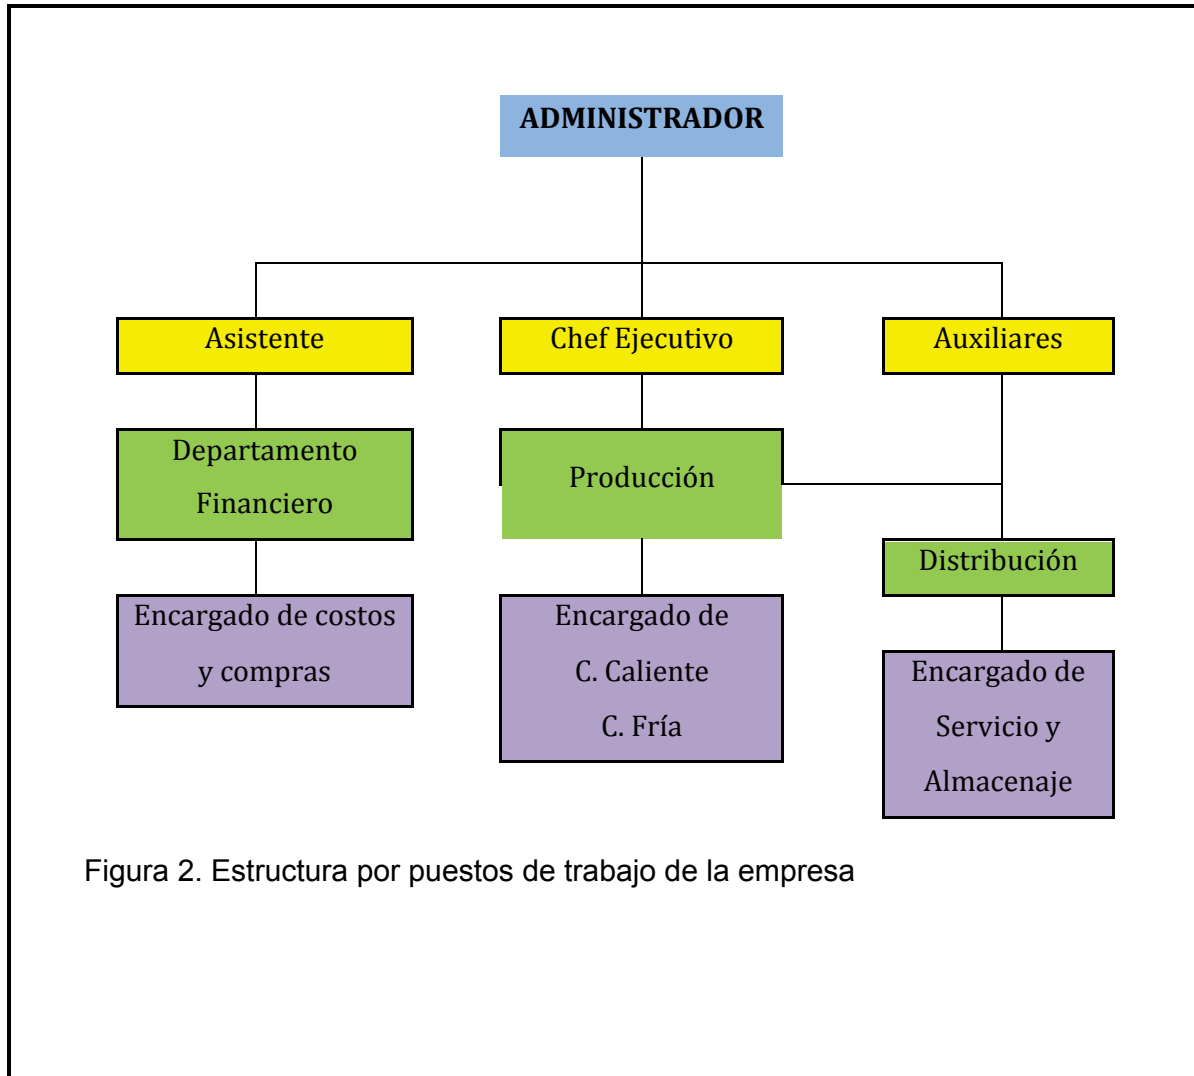 ADMINISTRADOR
Asistente
Chef Ejecutivo
Auxiliares
Departamento
Financiero
Producción
Distribución
Encargado de costos
y compras
Encargado de
C. Caliente
C. Fría
Encargado de
Servicio y
Almacenaje
Figura 2. Estructura por puestos de trabajo de la empresa